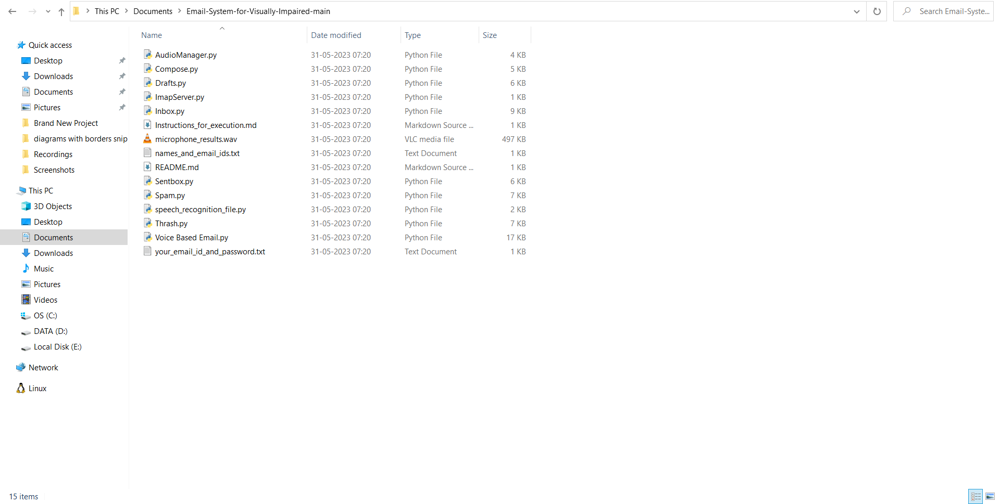 This PC > Documents > Email-System-for-Visually-Impaired-main
Search Email-Syste...
Quick access
Desktop
Downloads
Documents
Pictures
Brand New Project
diagrams with borders snip
Recordings
Screenshots
This PC
3D Objects
Desktop
Documents
Downloads
Music
Pictures
Videos
OS (C:)
DATA (D:)
Local Disk (E:)
Network
Linux
Name Date modified Type Size
AudioManager.py 31-05-2023 07:20 Python File 4 KB
Compose.py 31-05-2023 07:20 Python File 5 KB
Drafts.py 31-05-2023 07:20 Python File 6 KB
ImapServer.py 31-05-2023 07:20 Python File 1 KB
Inbox.py 31-05-2023 07:20 Python File 9 KB
Instructions_for_execution.md 31-05-2023 07:20 Markdown Source ... 1 KB
microphone_results.wav 31-05-2023 07:20 VLC media file 497 KB
names_and_email_ids.txt 31-05-2023 07:20 Text Document 1 KB
README.md 31-05-2023 07:20 Markdown Source ... 1 KB
Sentbox.py 31-05-2023 07:20 Python File 6 KB
Spam.py 31-05-2023 07:20 Python File 7 KB
speech_recognition_file.py 31-05-2023 07:20 Python File 2 KB
Thrash.py 31-05-2023 07:20 Python File 7 KB
Voice Based Email.py 31-05-2023 07:20 Python File 17 KB
your_email_id_and_password.txt 31-05-2023 07:20 Text Document 1 KB
15 items